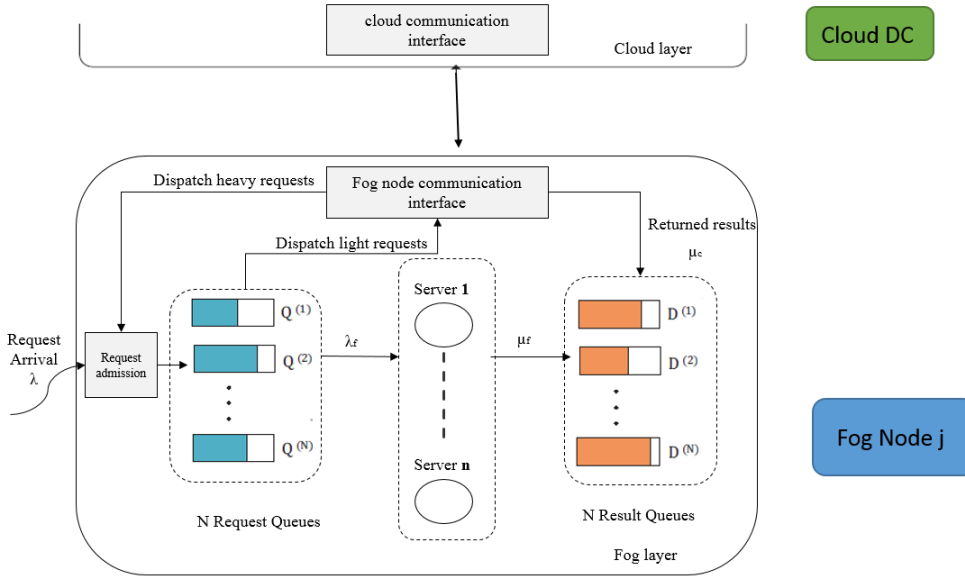 cloud communication
interface
Cloud layer
Cloud DC
Dispatch heavy requests
Fog node communication
interface
Returned results
μc
Dispatch light requests
Request
Arrival
λ
Request
admission
Q (1)
Q (2)
Q (N)
N Request Queues
λf
Server 1
Server n
μf
D (1)
D (2)
D (N)
N Result Queues
Fog layer
Fog Node j